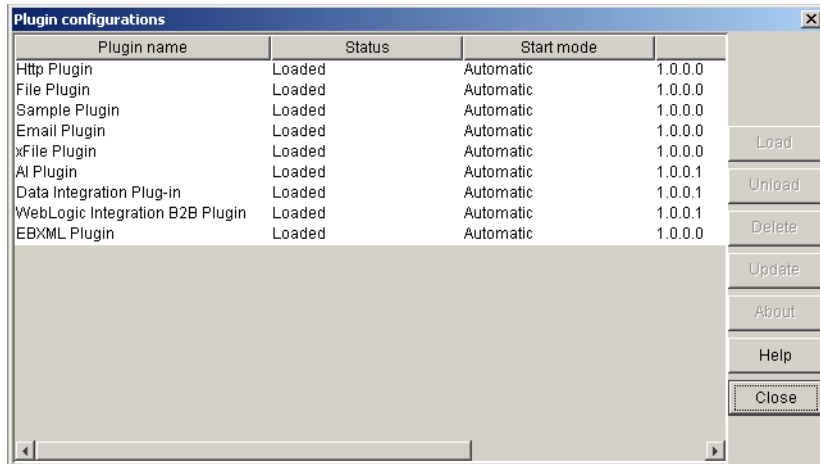 Plugin configurations
Plugin name Status Start mode
Http Plugin Loaded Automatic 1.0.0.0
File Plugin Loaded Automatic 1.0.0.0
Sample Plugin Loaded Automatic 1.0.0.0
Email Plugin Loaded Automatic 1.0.0.0
xFile Plugin Loaded Automatic 1.0.0.0
AI Plugin Loaded Automatic 1.0.0.1
Data Integration Plug-in Loaded Automatic 1.0.0.1
WebLogic Integration B2B Plugin Loaded Automatic 1.0.0.1
EBXML Plugin Loaded Automatic 1.0.0.0
Load
Unload
Delete
Update
About
Help
Close